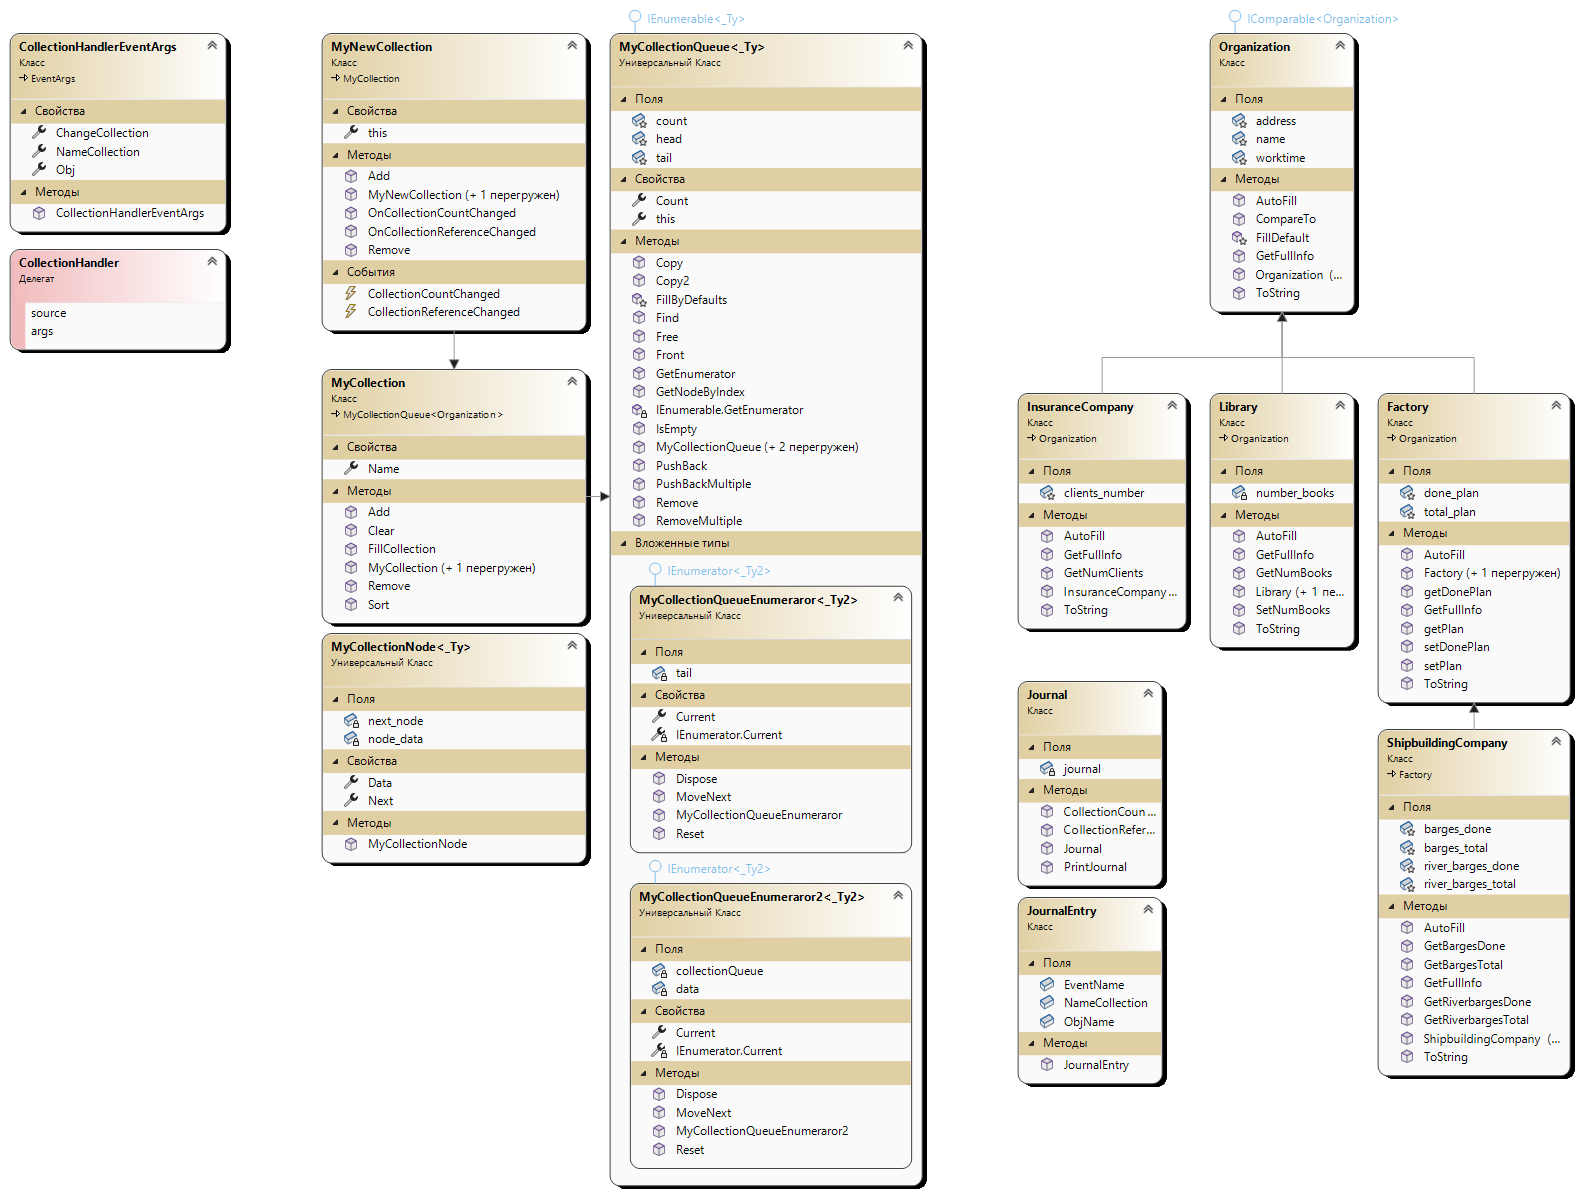 CollectionHandlerEventArgs
Класс
EventArgs
Свойства
ChangeCollection
NameCollection
Obj
Методы
CollectionHandlerEventArgs
CollectionHandler
Делегат
source
args
MyNewCollection
Класс
MyCollection
Свойства
this
Методы
Add
MyNewCollection (+ 1 перегружен)
OnCollectionCountChanged
OnCollectionReferenceChanged
Remove
События
CollectionCountChanged
CollectionReferenceChanged
MyCollection
Класс
MyCollectionQueue<Organization>
Свойства
Name
Методы
Add
Clear
FillCollection
MyCollection (+ 1 перегружен)
Remove
Sort
MyCollectionNode<_Ty>
Универсальный Класс
Поля
next_node
node_data
Свойства
Data
Next
Методы
MyCollectionNode
IEnumerable<_Ty>
MyCollectionQueue<_Ty>
Универсальный Класс
Поля
count
head
tail
Свойства
Count
this
Методы
Copy
Copy2
FillByDefaults
Find
Free
Front
GetEnumerator
GetNodeByIndex
IEnumerable.GetEnumerator
IsEmpty
MyCollectionQueue (+ 2 перегружен)
PushBack
PushBackMultiple
Remove
RemoveMultiple
Вложенные типы
IEnumerator<_Ty2>
MyCollectionQueueEnumeraror<_Ty2>
Универсальный Класс
Поля
tail
Свойства
Current
IEnumerator.Current
Методы
Dispose
MoveNext
MyCollectionQueueEnumeraror
Reset
IEnumerator<_Ty2>
MyCollectionQueueEnumeraror2<_Ty2>
Универсальный Класс
Поля
collectionQueue
data
Свойства
Current
IEnumerator.Current
Методы
Dispose
MoveNext
MyCollectionQueueEnumeraror2
Reset
IComparable<Organization>
Organization
Класс
Поля
address
name
worktime
Методы
AutoFill
CompareTo
FillDefault
GetFullInfo
Organization (...
ToString
InsuranceCompany
Класс
Organization
Поля
clients_number
Методы
AutoFill
GetFullInfo
GetNumClients
InsuranceCompany ...
ToString
Library
Класс
Organization
Поля
number_books
Методы
AutoFill
GetFullInfo
GetNumBooks
Library (+ 1 пе...
SetNumBooks
ToString
Factory
Класс
Organization
Поля
done_plan
total_plan
Методы
AutoFill
Factory (+ 1 перегружен)
getDonePlan
GetFullInfo
getPlan
setDonePlan
setPlan
ToString
Journal
Класс
Поля
journal
Методы
CollectionCoun...
CollectionRefer...
Journal
PrintJournal
JournalEntry
Класс
Поля
EventName
NameCollection
ObjName
Методы
JournalEntry
ShipbuildingCompany
Класс
Factory
Поля
barges_done
barges_total
river_barges_done
river_barges_total
Методы
AutoFill
GetBargesDone
GetBargesTotal
GetFullInfo
GetRiverbargesDone
GetRiverbargesTotal
ShipbuildingCompany (...
ToString